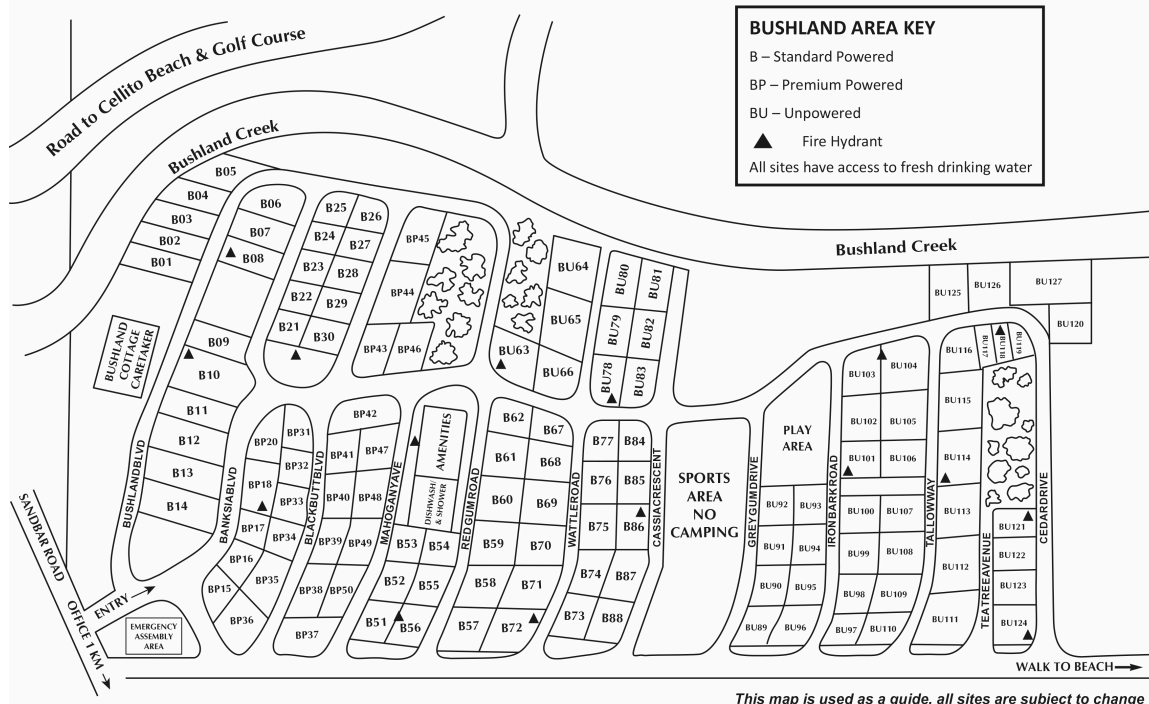 BUSHLAND AREA KEY
B – Standard Powered
BP – Premium Powered
BU – Unpowered
Fire Hydrant
All sites have access to fresh drinking water
Road to Cellito Beach & Golf Course
Bushland Creek
Bushland Creek
B05
B04
B03
B02
B01
BUSHLAND
COTTAGE
CARETAKER
B06
B07
B08
B09
B10
B11
B12
B13
B14
B25
B26
B24
B27
B23
B28
B22
B29
B21
B30
BP45
BP44
BP43
BP46
BU63
BU64
BU65
BU66
BU80
BU81
BU79
BU82
BU78
BU83
BU125
BU126
BU127
BU120
BU116
BU117
BU118
BU119
BU103
BU104
BU115
BU102
BU105
BU101
BU106
BU114
PLAY
AREA
BP42
BP20
BP31
BP41
BP47
BP32
BP18
BP33
BP40
BP48
BP17
BP34
BP39
BP49
BP16
BP35
BP15
BP36
BP38
BP50
BP37
AMENITIES
DISHWASH/
& SHOWER
B53
B54
B52
B55
B51
B56
B62
B67
B61
B68
B60
B69
B59
B70
B58
B71
B57
B72
B77
B84
B76
B85
B75
B86
B74
B87
B73
B88
SPORTS
AREA
NO
CAMPING
BU92
BU93
BU91
BU94
BU90
BU95
BU89
BU96
BU100
BU107
BU99
BU108
BU98
BU109
BU97
BU110
BU113
BU112
BU111
BU121
BU122
BU123
BU124
BUSHLANDBLVD
BANKSIABLVD
BLACKBUTTBLVD
MAHOGANYAVE
REDGUMROAD
WATTLEROAD
CASSIACRESCENT
GREYGUMDRIVE
IRONBARKROAD
TALLOWWAY
TEATREEAVENUE
CEDARDRIVE
SANDBAR ROAD
OFFICE 1 KM
ENTRY
EMERGENCY
ASSEMBLY
AREA
WALK TO BEACH
This map is used as a guide, all sites are subject to change